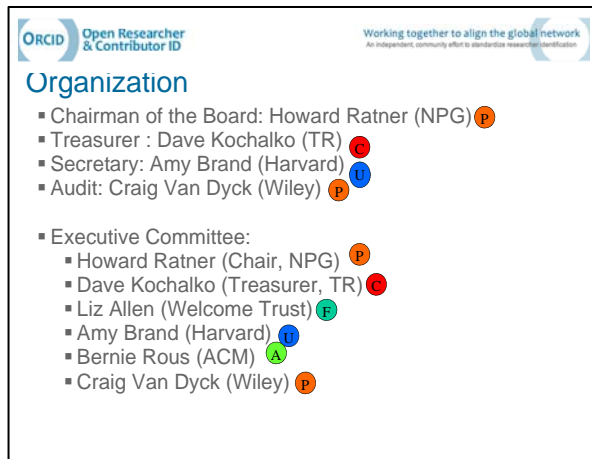 ORCID Open Researcher
& Contributor ID
Working together to align the global network
An independent, community effort to standardize researcher identification
Organization
▪ Chairman of the Board: Howard Ratner (NPG) P
▪ Treasurer : Dave Kochalko (TR) C
▪ Secretary: Amy Brand (Harvard) U
▪ Audit: Craig Van Dyck (Wiley) P
▪ Executive Committee:
▪ Howard Ratner (Chair, NPG) P
▪ Dave Kochalko (Treasurer, TR) C
▪ Liz Allen (Welcome Trust) F
▪ Amy Brand (Harvard) U
▪ Bernie Rous (ACM) A
▪ Craig Van Dyck (Wiley) P